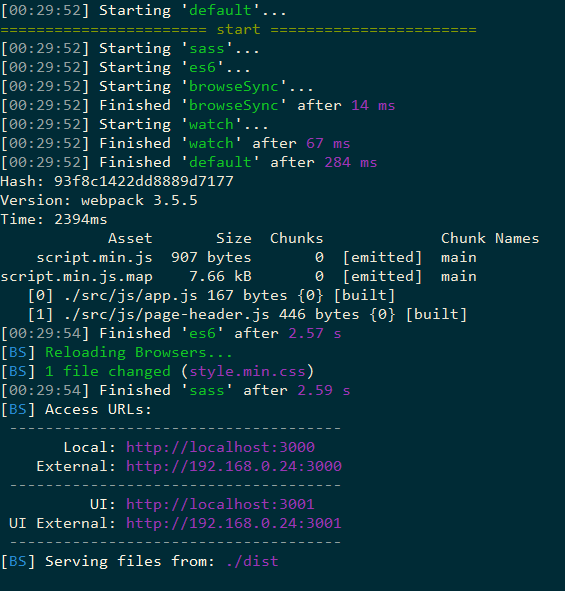 [00:29:52] Starting 'default'...
======================= start =======================
[00:29:52] Starting 'sass'...
[00:29:52] Starting 'es6'...
[00:29:52] Starting 'browseSync'...
[00:29:52] Finished 'browseSync' after 14 ms
[00:29:52] Starting 'watch'...
[00:29:52] Finished 'watch' after 67 ms
[00:29:52] Finished 'default' after 284 ms
Hash: 93f8c1422dd8889d7177
Version: webpack 3.5.5
Time: 2394ms
            Asset       Size  Chunks             Chunk Names
    script.min.js  907 bytes       0  [emitted]  main
script.min.js.map    7.66 kB       0  [emitted]  main
   [0] ./src/js/app.js 167 bytes {0} [built]
   [1] ./src/js/page-header.js 446 bytes {0} [built]
[00:29:54] Finished 'es6' after 2.57 s
[BS] Reloading Browsers...
[BS] 1 file changed (style.min.css)
[00:29:54] Finished 'sass' after 2.59 s
[BS] Access URLs:
 -------------------------------------
       Local: http://localhost:3000
    External: http://192.168.0.24:3000
 -------------------------------------
          UI: http://localhost:3001
 UI External: http://192.168.0.24:3001
 -------------------------------------
[BS] Serving files from: ./dist